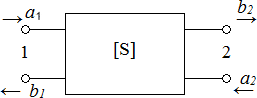 → a₁
b₂ →
1
[S]
2
← b₁
a₂ ←